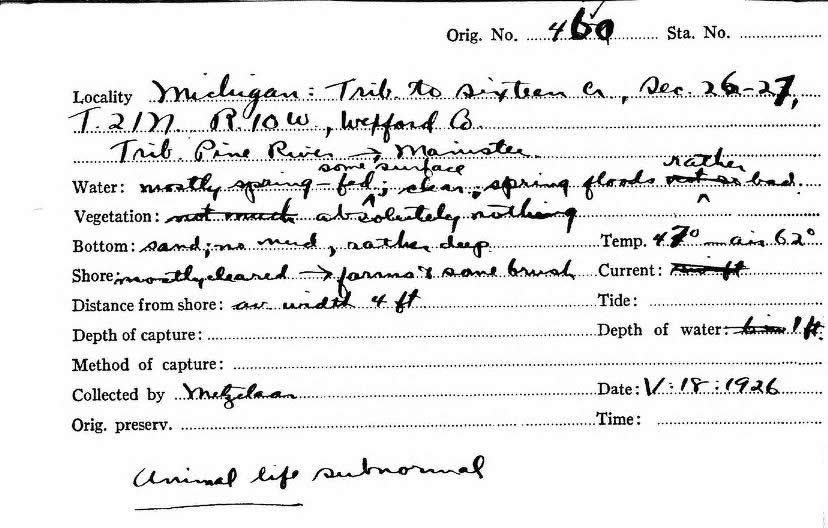 Orig. No. 460 Sta. No.
Locality Michigan: Trib. to Sixteen Cr., Sec. 26-27,
T. 21N. R. 10W., Wexford Co.
Trib. Pine River → Manistee
some surface rather
Water: mostly spring-fed; clear; spring floods not so bad.
Vegetation: not much absolutely nothing
Bottom: sand; no mud, rather deep Temp. 47° — air 62°
Shore: mostly cleared → farms & some brush Current:
Distance from shore: av. width 4 ft Tide:
Depth of capture: Depth of water: 1 ft.
Method of capture:
Collected by Metzelaar Date: V:18:1926
Orig. preserv. Time:
Animal life subnormal